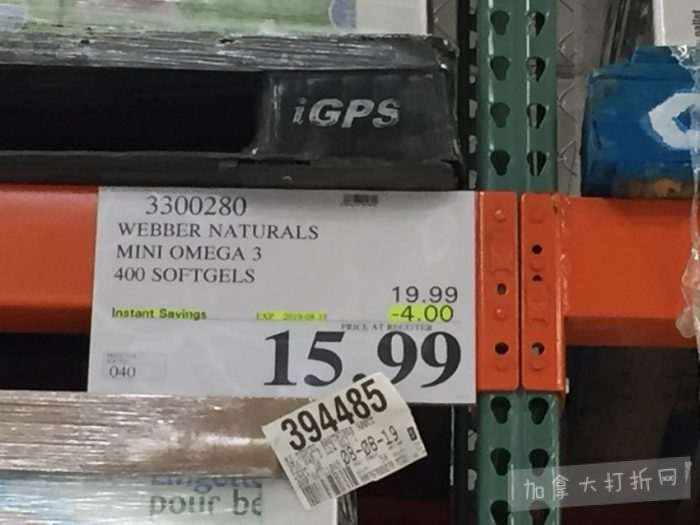 iGPS
3300280
WEBBER NATURALS
MINI OMEGA 3
400 SOFTGELS
19.99
Instant Savings
-4.00
PRICE AT REGISTER
15.99
040
394485
08-08-19
pour be
加拿大打折网